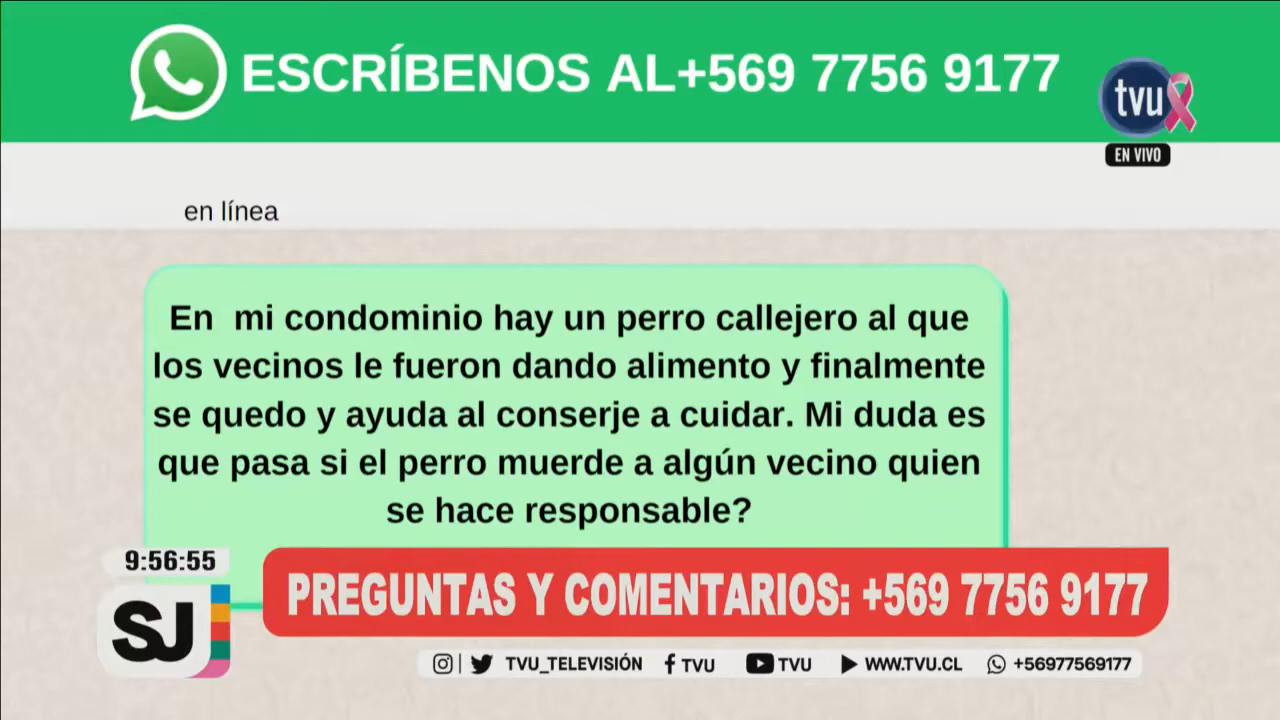 ESCRÍBENOS AL+569 7756 9177
tvu
EN VIVO
en línea
En  mi condominio hay un perro callejero al que
los vecinos le fueron dando alimento y finalmente
se quedo y ayuda al conserje a cuidar. Mi duda es
que pasa si el perro muerde a algún vecino quien
se hace responsable?
9:56:55
SJ
PREGUNTAS Y COMENTARIOS: +569 7756 9177
TVU_TELEVISIÓN TVU TVU WWW.TVU.CL +56977569177